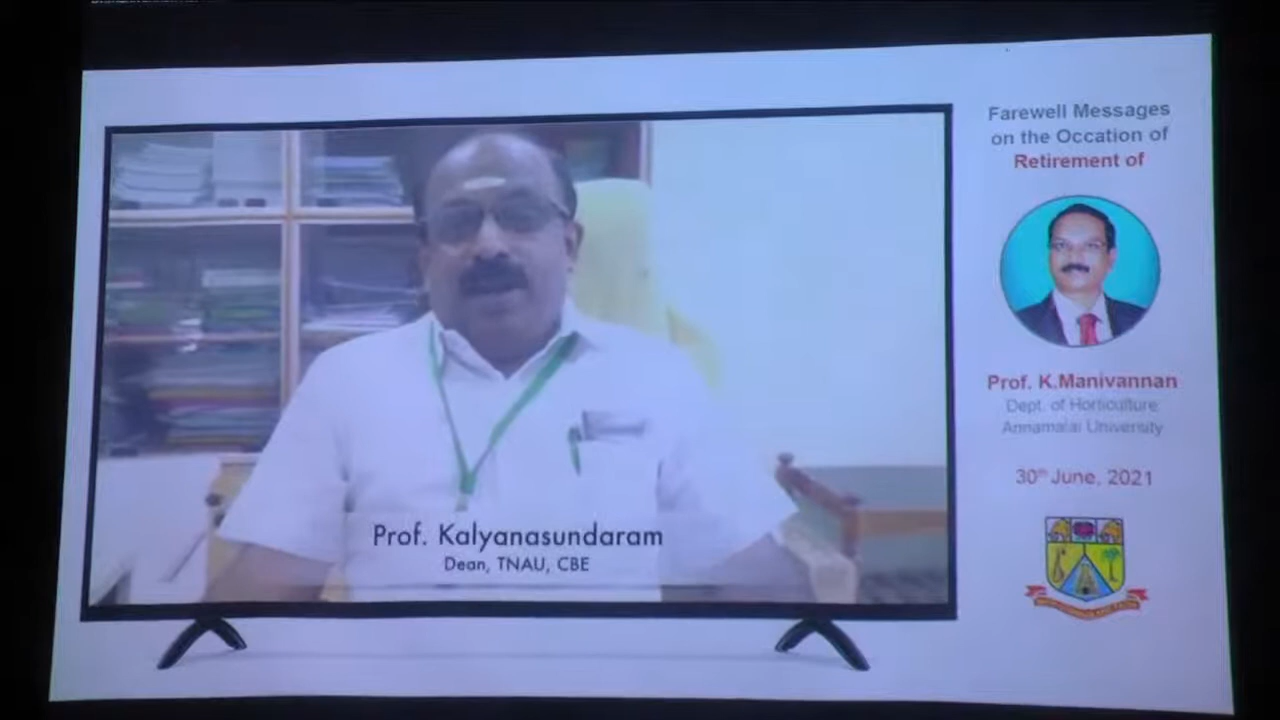 Farewell Messages
on the Occation of
Retirement of
Prof. K.Manivannan
Dept. of Horticulture
Annamalai University
30th June, 2021
Prof. Kalyanasundaram
Dean, TNAU, CBE